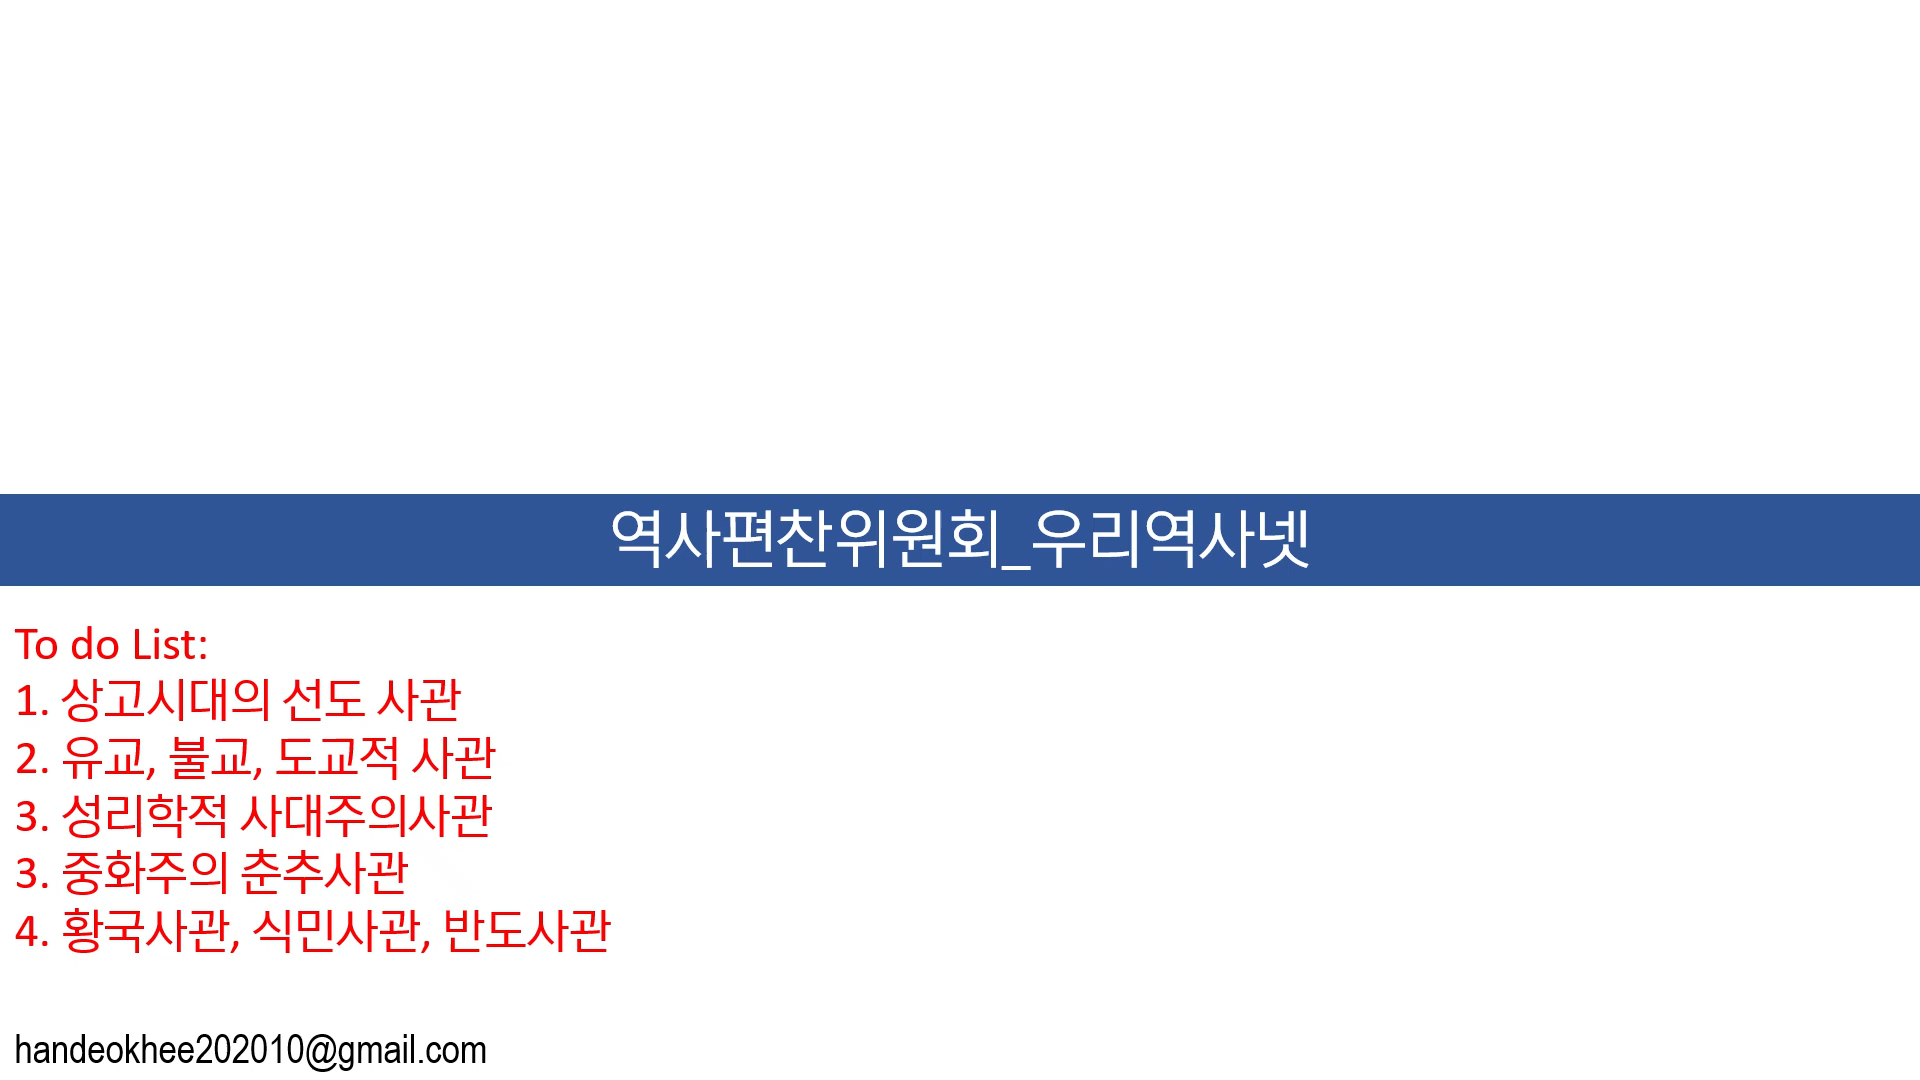 역사편찬위원회_우리역사넷
To do List:
1. 상고시대의 선도 사관
2. 유교, 불교, 도교적 사관
3. 성리학적 사대주의사관
3. 중화주의 춘추사관
4. 황국사관, 식민사관, 반도사관
handeokhee202010@gmail.com